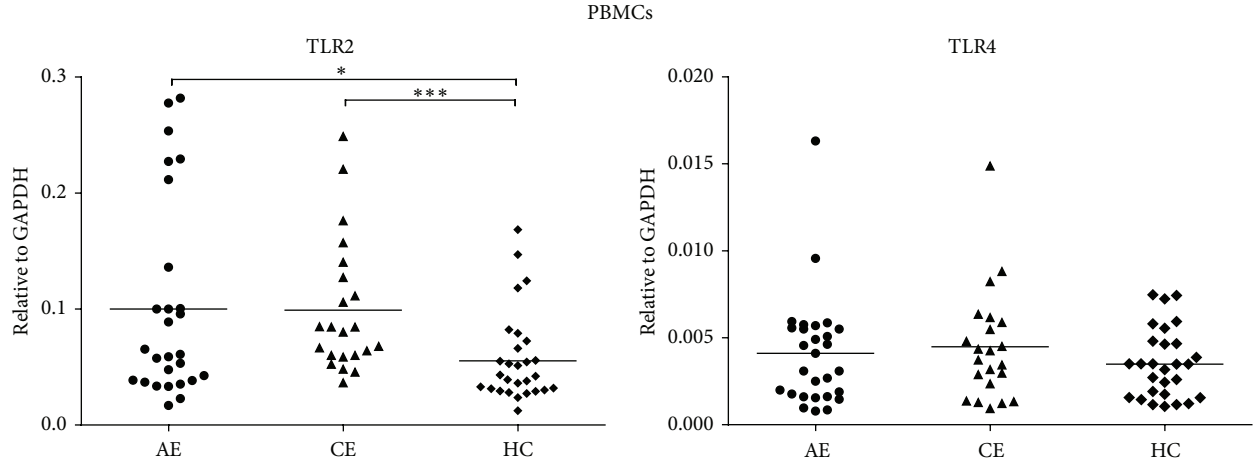 PBMCs
TLR2
Relative to GAPDH
0.3
0.2
0.1
0.0
*
***
AE CE HC
TLR4
Relative to GAPDH
0.020
0.015
0.010
0.005
0.000
AE CE HC